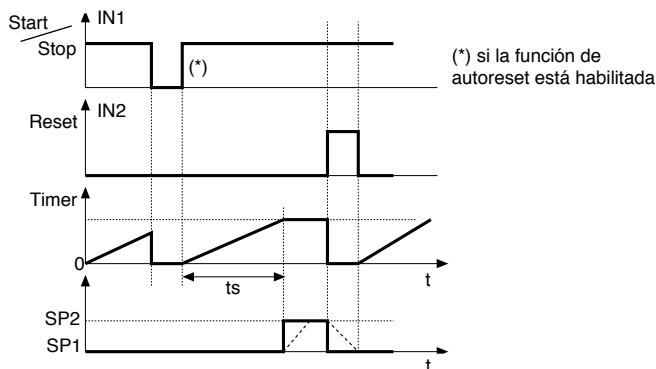 Start
Stop
IN1
(*)
(*) si la función de
autoreset está habilitada
IN2
Reset
Timer
0
ts
t
SP2
SP1
t